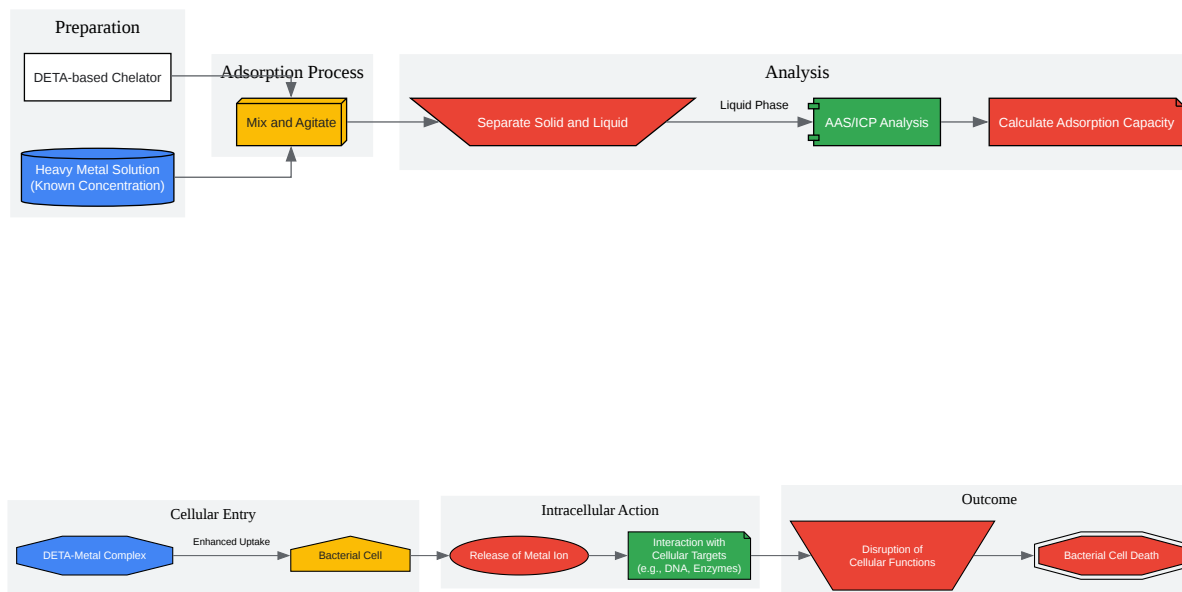 Preparation
DETA-based Chelator
Heavy Metal Solution
(Known Concentration)
Adsorption Process
Mix and Agitate
Analysis
Separate Solid and Liquid
Liquid Phase
AAS/ICP Analysis
Calculate Adsorption Capacity
Cellular Entry
DETA-Metal Complex
Enhanced Uptake
Bacterial Cell
Intracellular Action
Release of Metal Ion
Interaction with
Cellular Targets
(e.g., DNA, Enzymes)
Outcome
Disruption of
Cellular Functions
Bacterial Cell Death